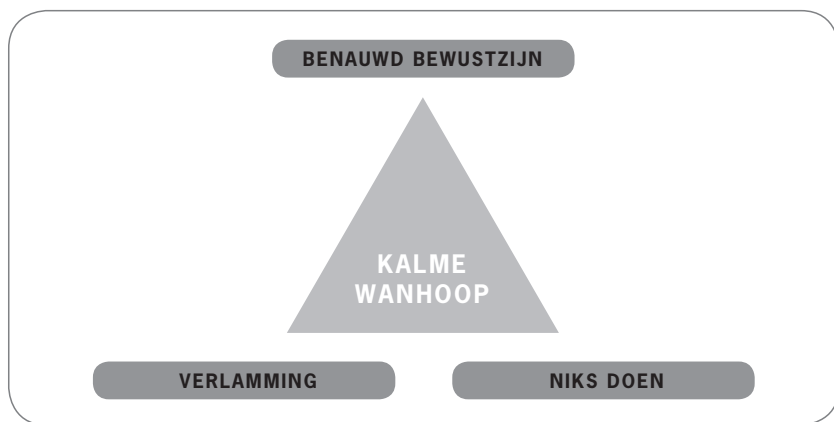 BENAUWD BEWUSTZIJN
KALME
WANHOOP
VERLAMMING
NIKS DOEN